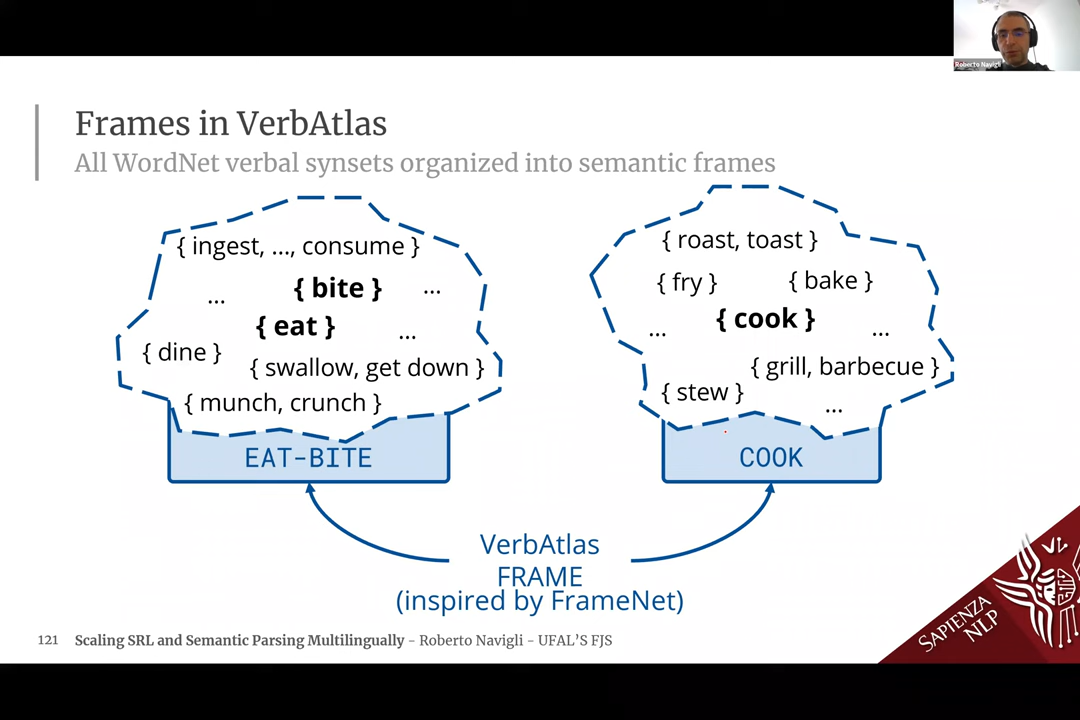 Roberto Navigli
Frames in VerbAtlas
All WordNet verbal synsets organized into semantic frames
{ ingest, ..., consume }
{ bite }
...
...
{ eat }
...
{ dine }
{ swallow, get down }
{ munch, crunch }
EAT-BITE
{ roast, toast }
{ fry }
{ bake }
{ cook }
...
...
{ grill, barbecue }
{ stew }
...
COOK
VerbAtlas
FRAME
(inspired by FrameNet)
121 Scaling SRL and Semantic Parsing Multilingually - Roberto Navigli - UFAL'S FJS
SAPIENZA
NLP